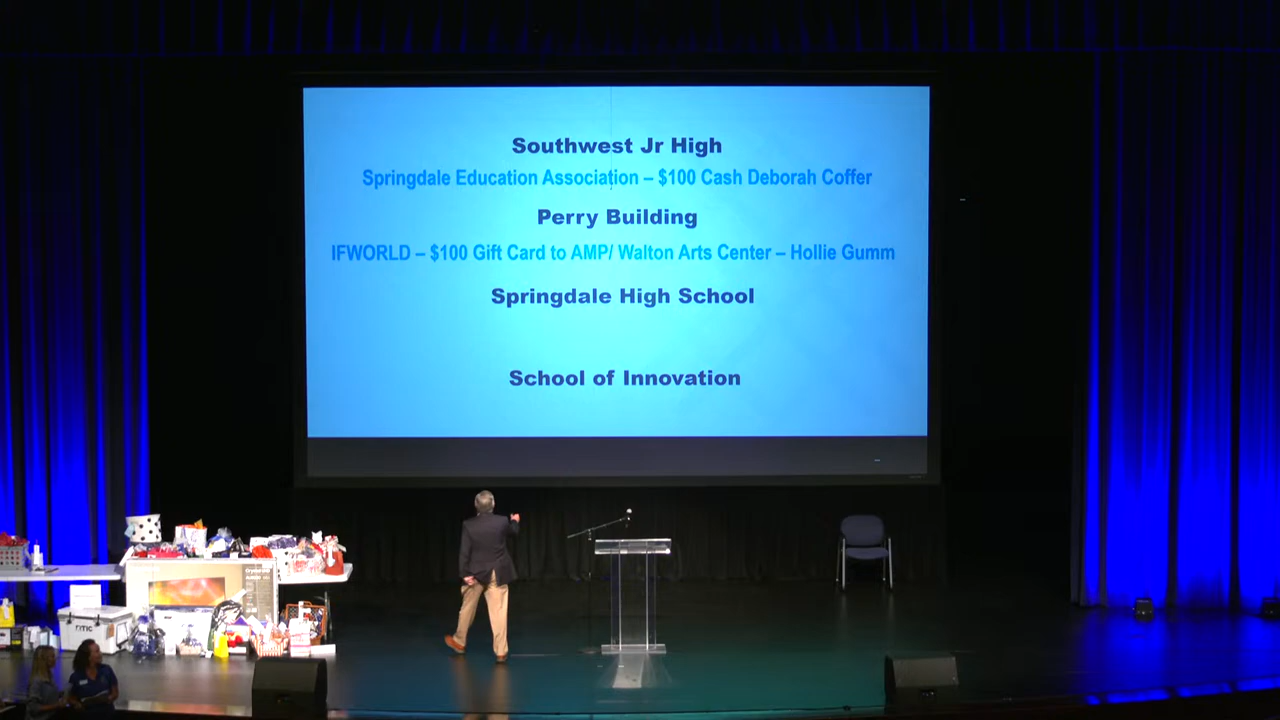 Southwest Jr High
Springdale Education Association – $100 Cash Deborah Coffer
Perry Building
IFWORLD – $100 Gift Card to AMP/ Walton Arts Center – Hollie Gumm
Springdale High School
School of Innovation